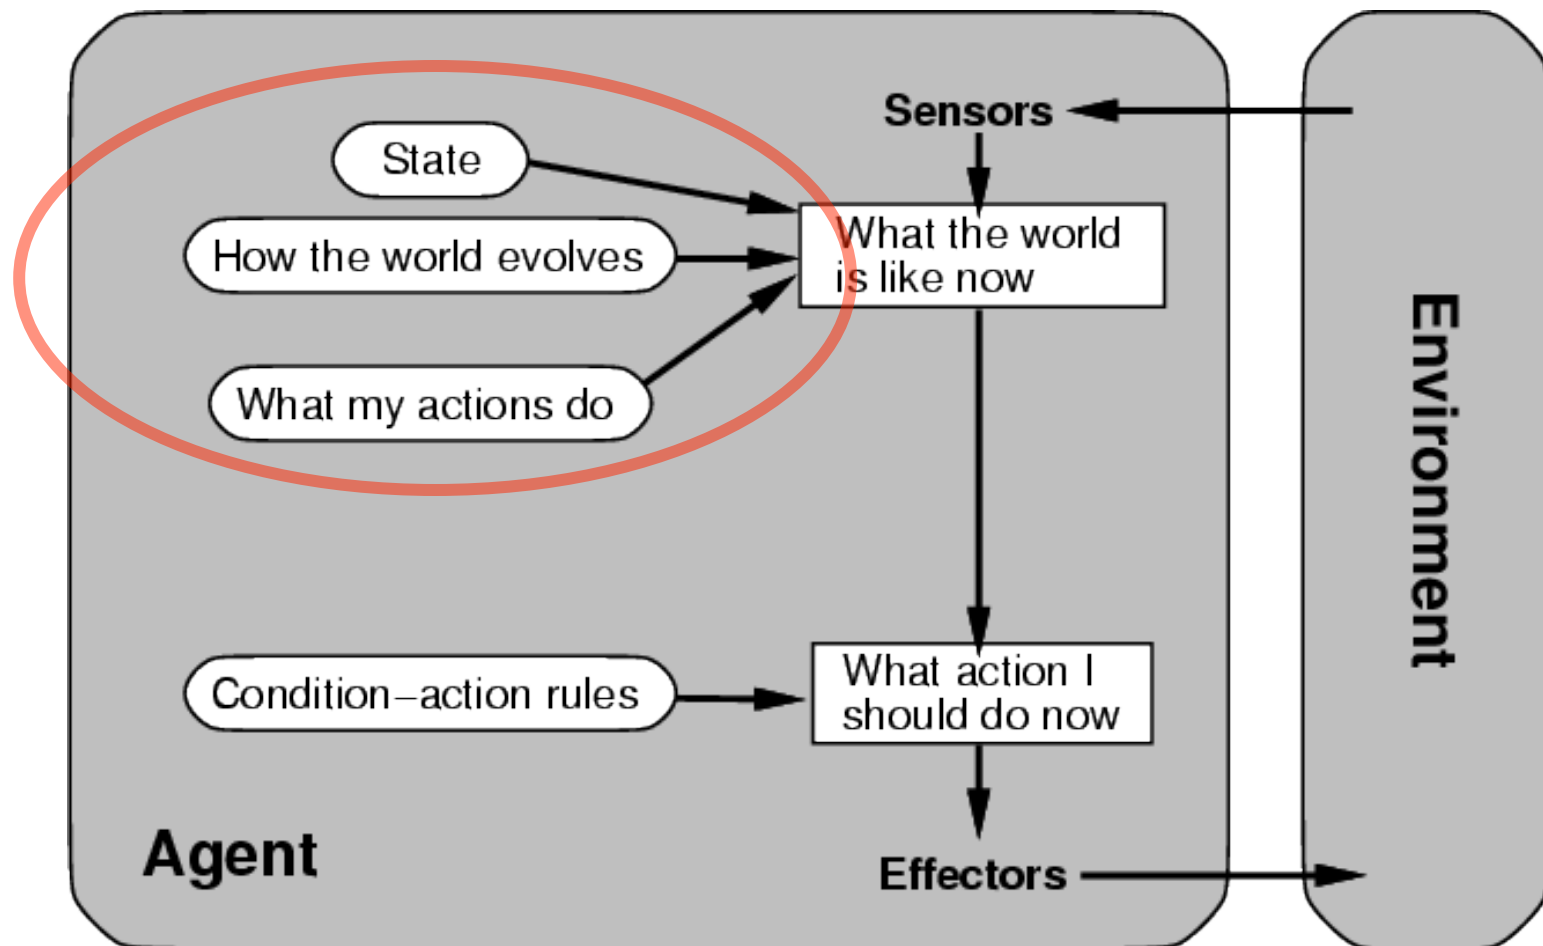 Sensors
State
What the world
is like now
How the world evolves
What my actions do
Environment
Condition−action rules
What action I
should do now
Agent
Effectors